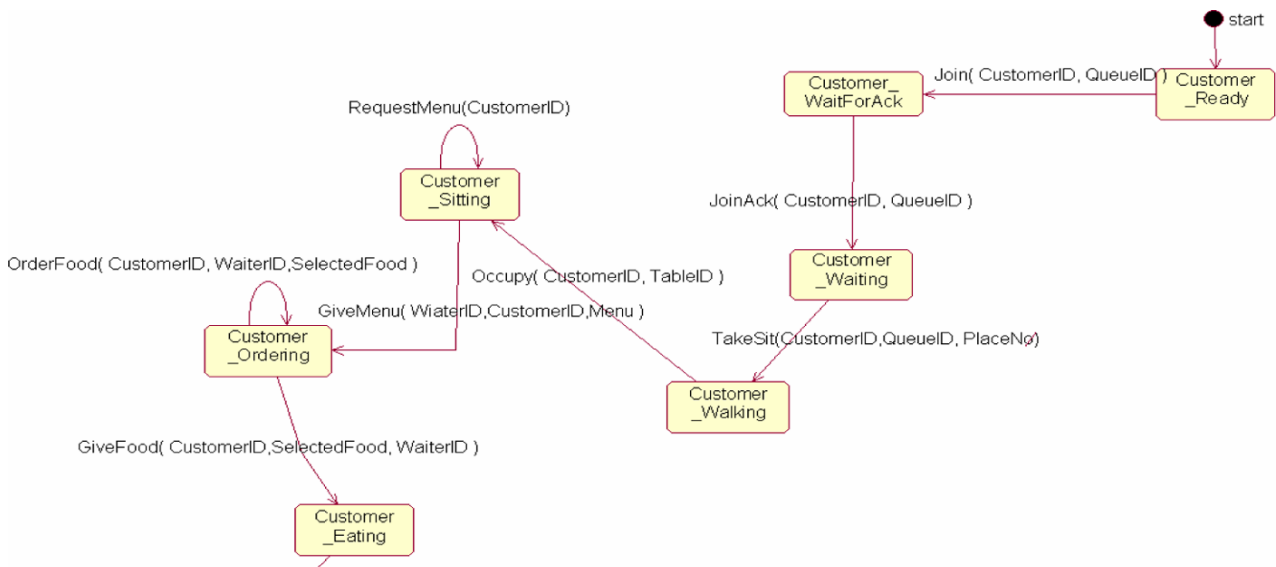 start
Customer
_Ready
Join( CustomerID, QueueID )
Customer_
WaitForAck
JoinAck( CustomerID, QueueID )
Customer
_Waiting
TakeSit(CustomerID,QueueID, PlaceNo)
Customer
_Walking
Occupy( CustomerID, TableID )
RequestMenu(CustomerID)
Customer
_Sitting
GiveMenu( WiaterID,CustomerID,Menu )
OrderFood( CustomerID, WaiterID,SelectedFood )
Customer
_Ordering
GiveFood( CustomerID,SelectedFood, WaiterID )
Customer
_Eating